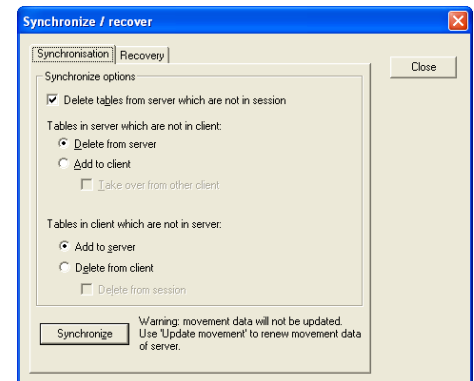 Synchronize / recover
Synchronisation
Recovery
Close
Synchronize options
Delete tables from server which are not in session
Tables in server which are not in client:
Delete from server
Add to client
Take over from other client
Tables in client which are not in server:
Add to server
Delete from client
Delete from session
Synchronize
Warning: movement data will not be updated.
Use 'Update movement' to renew movement data
of server.